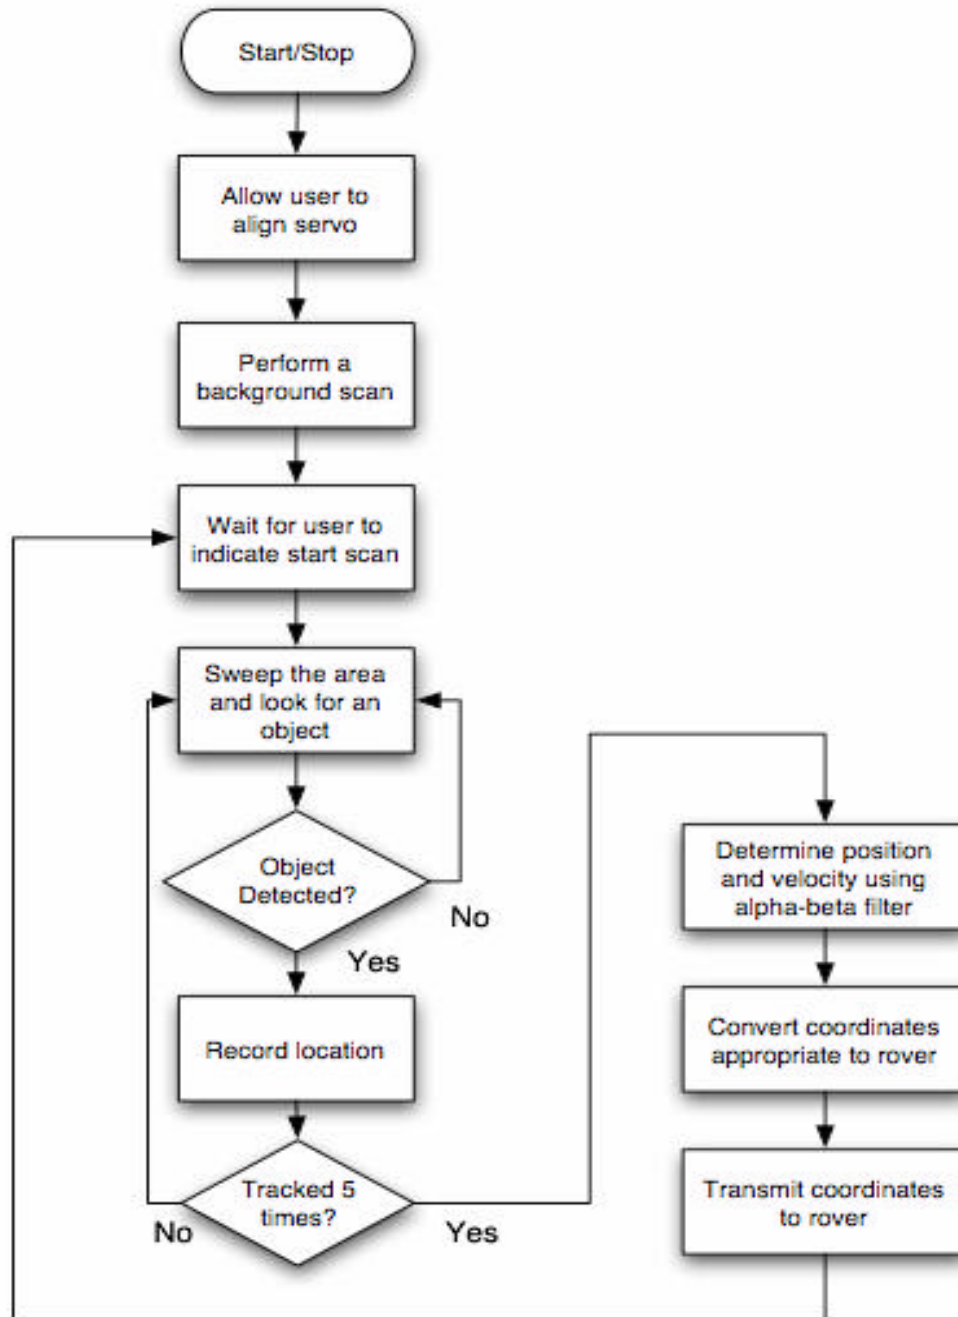 Start/Stop
Allow user to
align servo
Perform a
background scan
Wait for user to
indicate start scan
Sweep the area
and look for an
object
Object
Detected?
No
Yes
Record location
Tracked 5
times?
No
Yes
Determine position
and velocity using
alpha-beta filter
Convert coordinates
appropriate to rover
Transmit coordinates
to rover